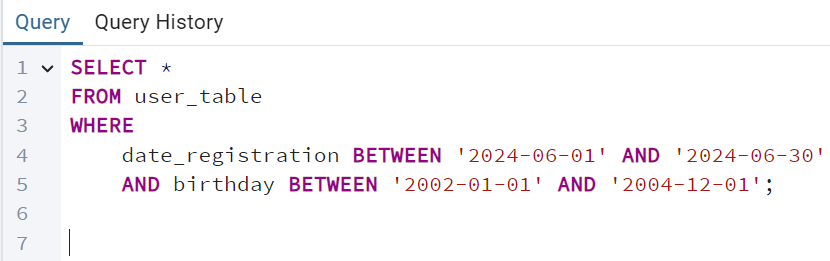 Query Query History
1 SELECT *
2 FROM user_table
3 WHERE
4 date_registration BETWEEN '2024-06-01' AND '2024-06-30'
5 AND birthday BETWEEN '2002-01-01' AND '2004-12-01';
6
7